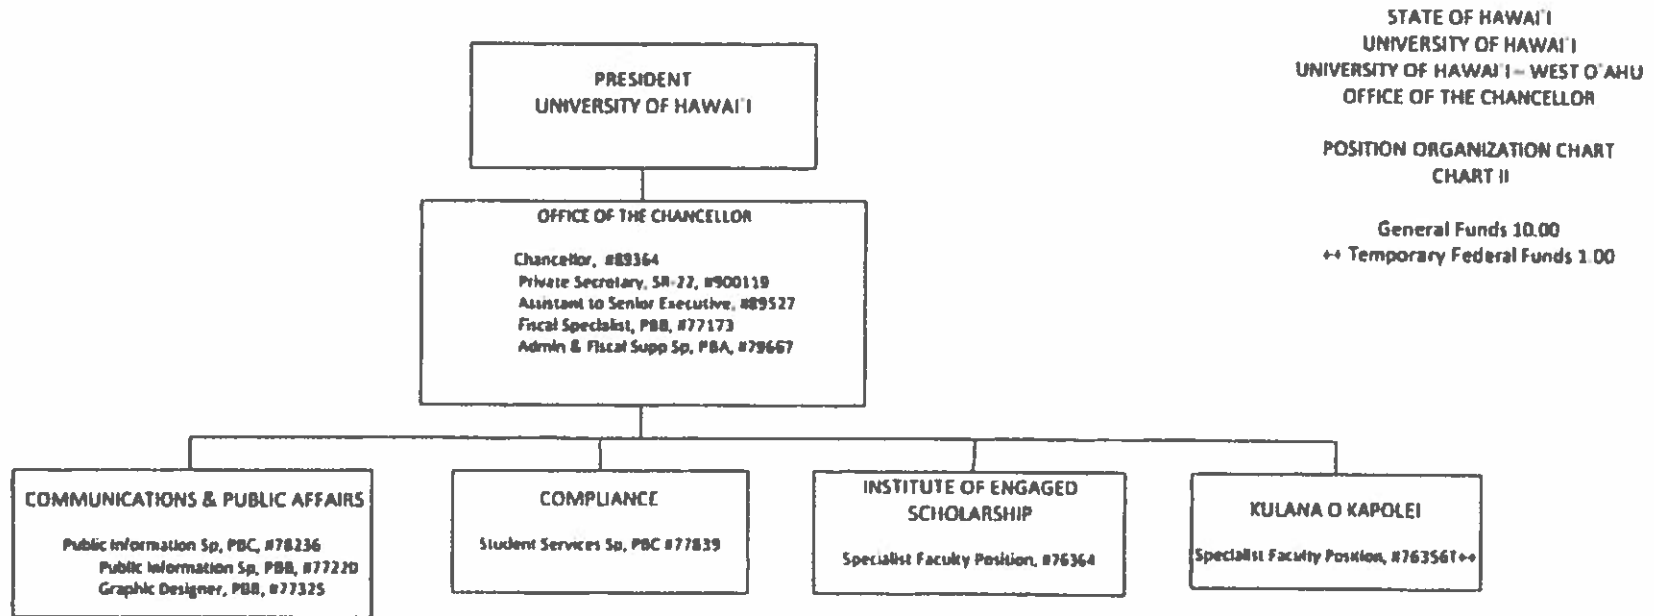 STATE OF HAWAI`I
UNIVERSITY OF HAWAI`I
UNIVERSITY OF HAWAI`I – WEST O`AHU
OFFICE OF THE CHANCELLOR
POSITION ORGANIZATION CHART
CHART II
General Funds 10.00
++ Temporary Federal Funds 1.00
PRESIDENT
UNIVERSITY OF HAWAI`I
OFFICE OF THE CHANCELLOR
Chancellor, #89364
Private Secretary, SR-22, #900119
Assistant to Senior Executive, #89527
Fiscal Specialist, PBB, #77173
Admin & Fiscal Supp Sp, PBA, #79667
COMMUNICATIONS & PUBLIC AFFAIRS
Public Information Sp, PBC, #78236
Public Information Sp, PBB, #77220
Graphic Designer, PBB, #77325
COMPLIANCE
Student Services Sp, PBC #77839
INSTITUTE OF ENGAGED
SCHOLARSHIP
Specialist Faculty Position, #76364
KULANA O KAPOLEI
Specialist Faculty Position, #76356T++